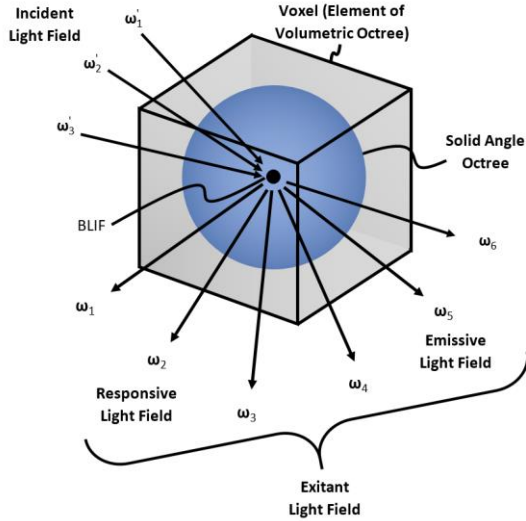 Incident
Light Field
ω′1
ω′2
ω′3
Voxel (Element of
Volumetric Octree)
Solid Angle
Octree
BLIF
ω1
ω2
ω3
ω4
ω5
ω6
Responsive
Light Field
Emissive
Light Field
Exitant
Light Field